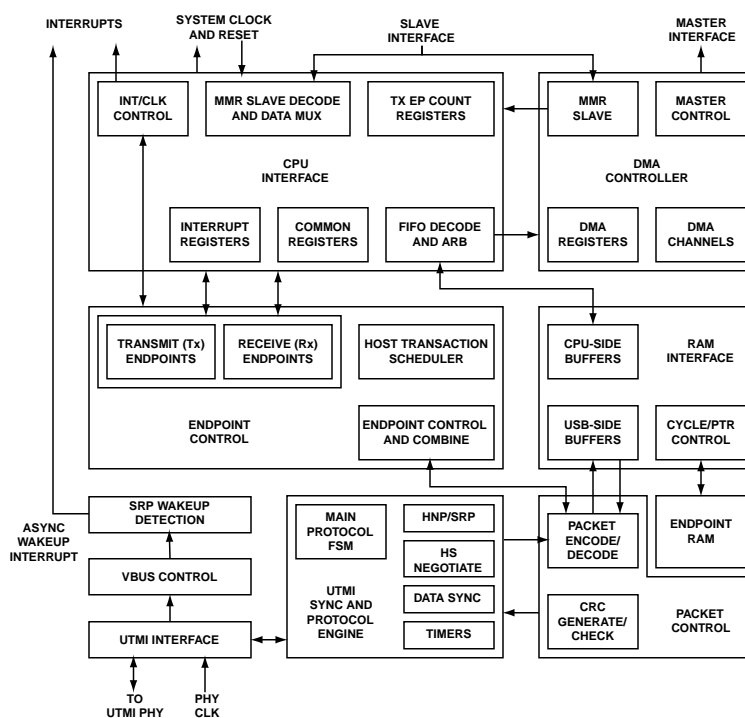 INTERRUPTS
SYSTEM CLOCK
AND RESET
SLAVE
INTERFACE
MASTER
INTERFACE
INT/CLK
CONTROL
MMR SLAVE DECODE
AND DATA MUX
TX EP COUNT
REGISTERS
MMR
SLAVE
MASTER
CONTROL
CPU
INTERFACE
DMA
CONTROLLER
INTERRUPT
REGISTERS
COMMON
REGISTERS
FIFO DECODE
AND ARB
DMA
REGISTERS
DMA
CHANNELS
TRANSMIT (Tx)
ENDPOINTS
RECEIVE (Rx)
ENDPOINTS
HOST TRANSACTION
SCHEDULER
CPU-SIDE
BUFFERS
RAM
INTERFACE
ENDPOINT
CONTROL
ENDPOINT CONTROL
AND COMBINE
USB-SIDE
BUFFERS
CYCLE/PTR
CONTROL
SRP WAKEUP
DETECTION
ASYNC
WAKEUP
INTERRUPT
VBUS CONTROL
UTMI INTERFACE
TO
UTMI PHY
PHY
CLK
MAIN
PROTOCOL
FSM
HNP/SRP
HS
NEGOTIATE
UTMI
SYNC AND
PROTOCOL
ENGINE
DATA SYNC
TIMERS
PACKET
ENCODE/
DECODE
ENDPOINT
RAM
CRC
GENERATE/
CHECK
PACKET
CONTROL